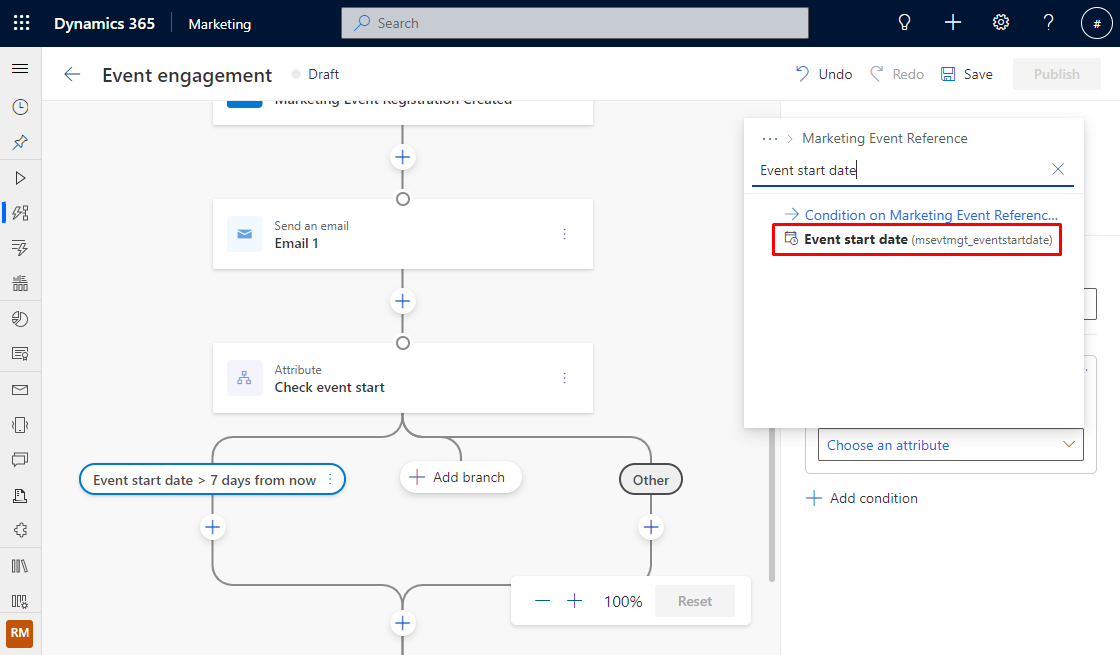 Dynamics 365
Marketing
Search
#
Event engagement
Draft
Undo
Redo
Save
Publish
Marketing Event Registration Created
Send an email
Email 1
Attribute
Check event start
Event start date > 7 days from now
Add branch
Other
100%
Reset
... > Marketing Event Reference
Event start date
Condition on Marketing Event Referenc...
Event start date (msevtmgt_eventstartdate)
Choose an attribute
Add condition
RM